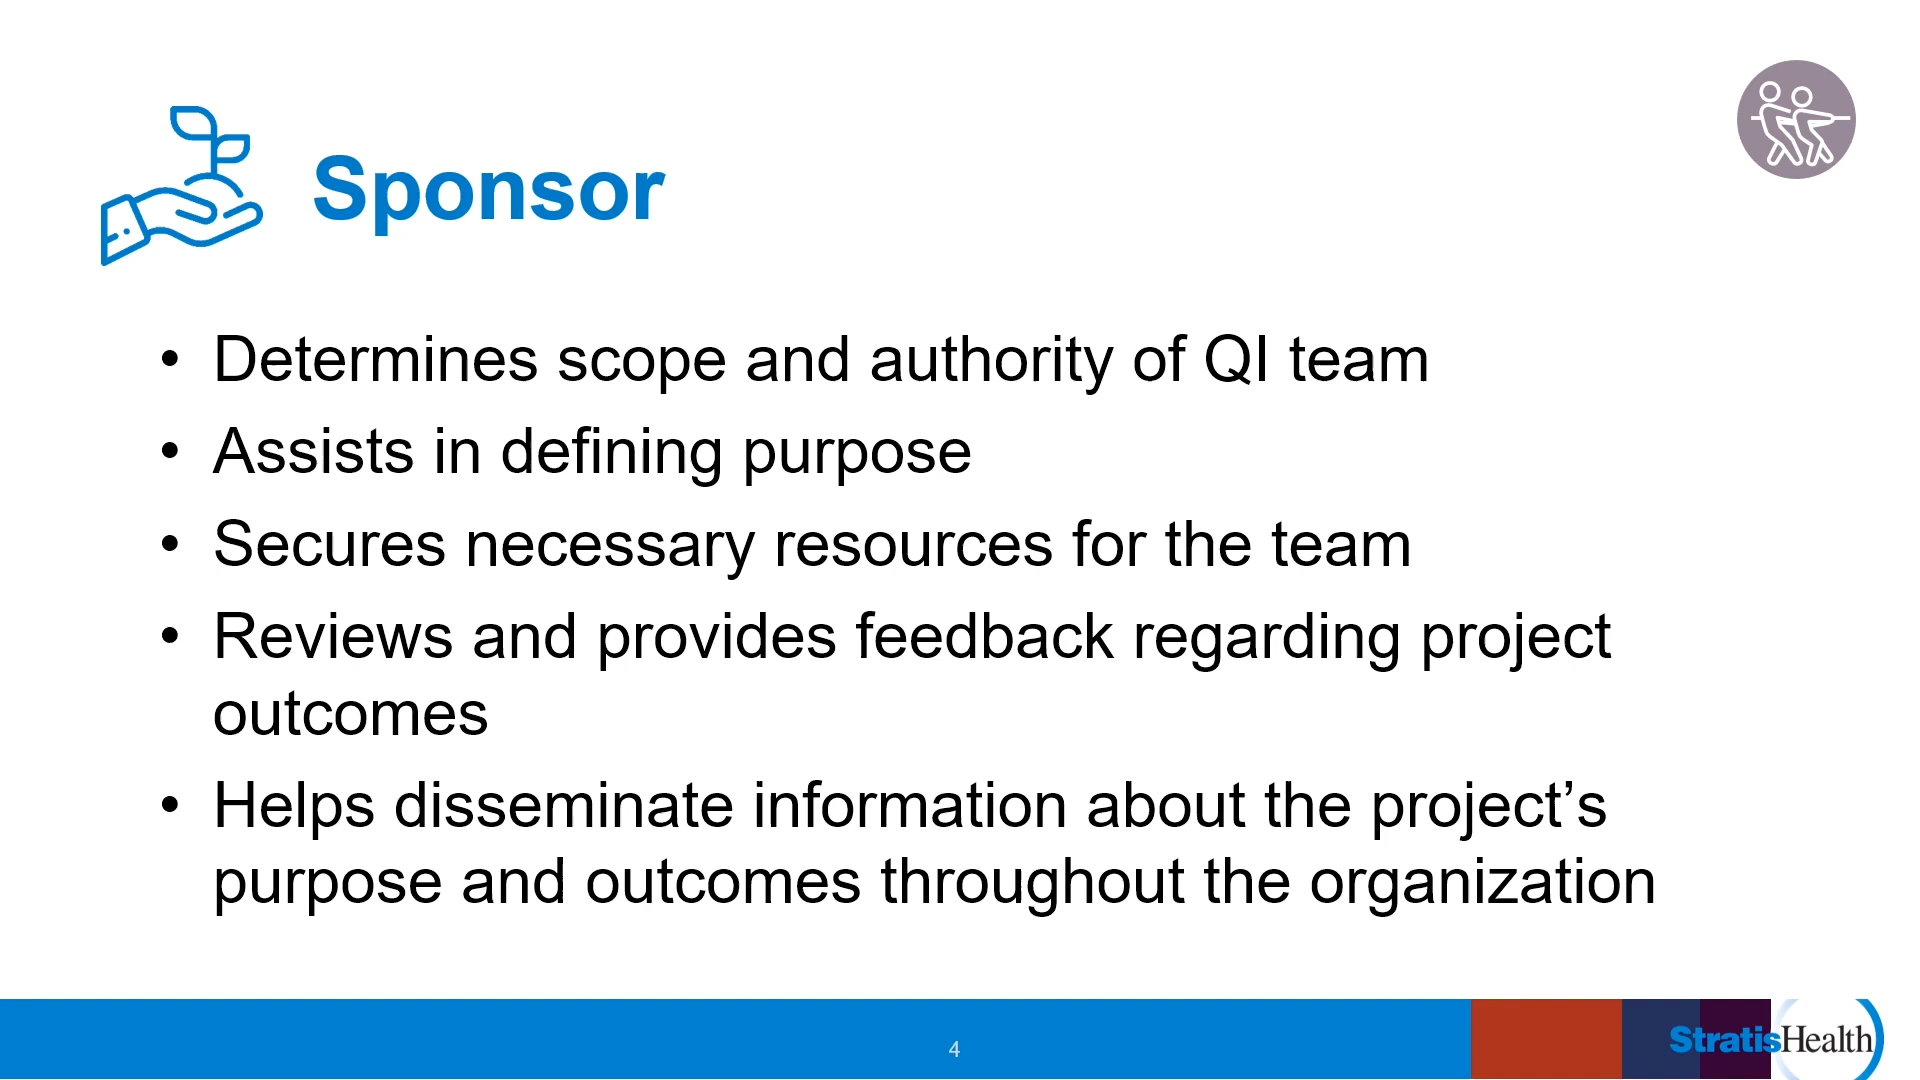 Sponsor
• Determines scope and authority of QI team
• Assists in defining purpose
• Secures necessary resources for the team
• Reviews and provides feedback regarding project
outcomes
• Helps disseminate information about the project’s
purpose and outcomes throughout the organization
4
StratisHealth